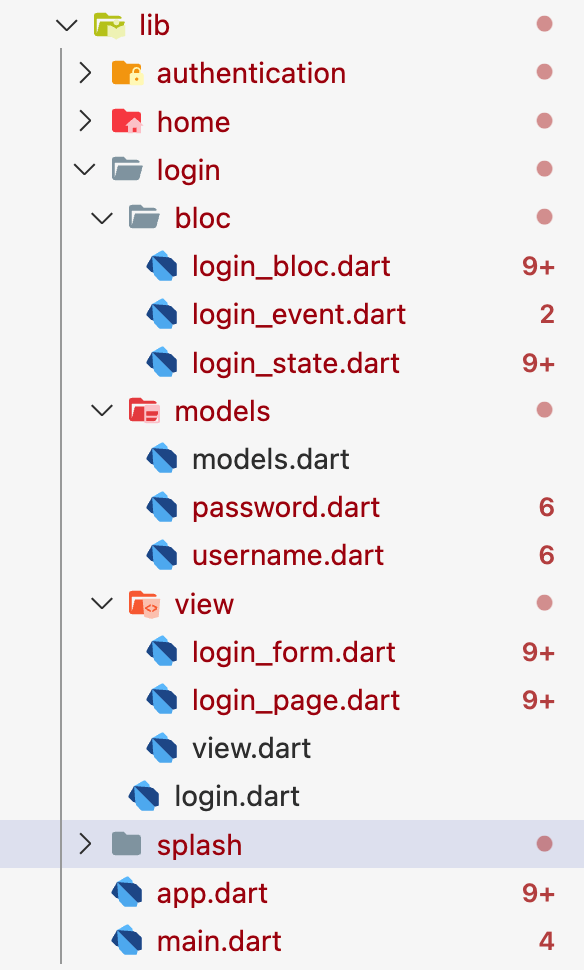 lib
authentication
home
login
bloc
login_bloc.dart 9+
login_event.dart 2
login_state.dart 9+
models
models.dart
password.dart 6
username.dart 6
view
login_form.dart 9+
login_page.dart 9+
view.dart
login.dart
splash
app.dart 9+
main.dart 4